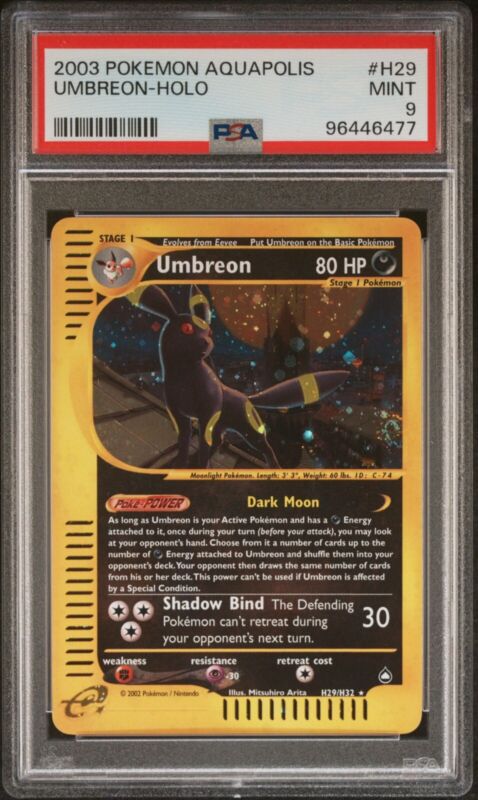 2003 POKEMON AQUAPOLIS #H29
UMBREON-HOLO MINT
9
PSA 96446477
STAGE 1 Evolves from Eevee Put Umbreon on the Basic Pokémon
Umbreon 80 HP
Stage 1 Pokémon
Moonlight Pokémon. Length: 3' 3", Weight: 60 lbs. ID: C-74
Poké-POWER Dark Moon
As long as Umbreon is your Active Pokémon and has a Energy
attached to it, once during your turn (before your attack), you may look
at your opponent's hand. Choose from it a number of cards up to the
number of Energy attached to Umbreon and shuffle them into your
opponent's deck. Your opponent then draws the same number of cards
from his or her deck. This power can't be used if Umbreon is affected
by a Special Condition.
Shadow Bind The Defending
Pokémon can't retreat during
your opponent's next turn.
30
weakness resistance retreat cost
-30
© 2002 Pokémon / Nintendo Illus. Mitsuhiro Arita H29/H32 ★
PSA